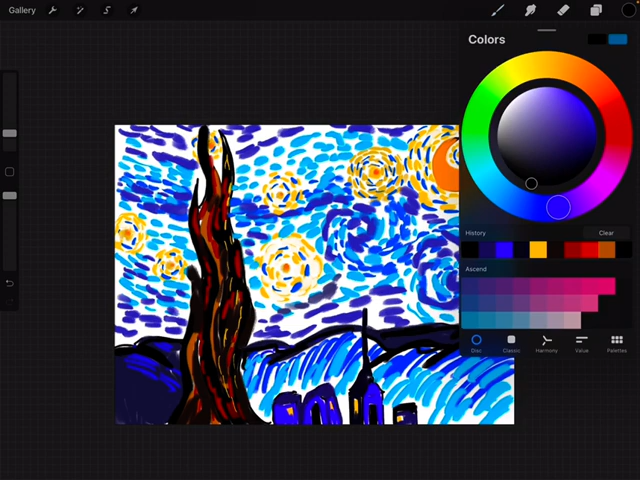 Gallery
Colors
History
Clear
Ascend
Disc
Classic
Harmony
Value
Palettes